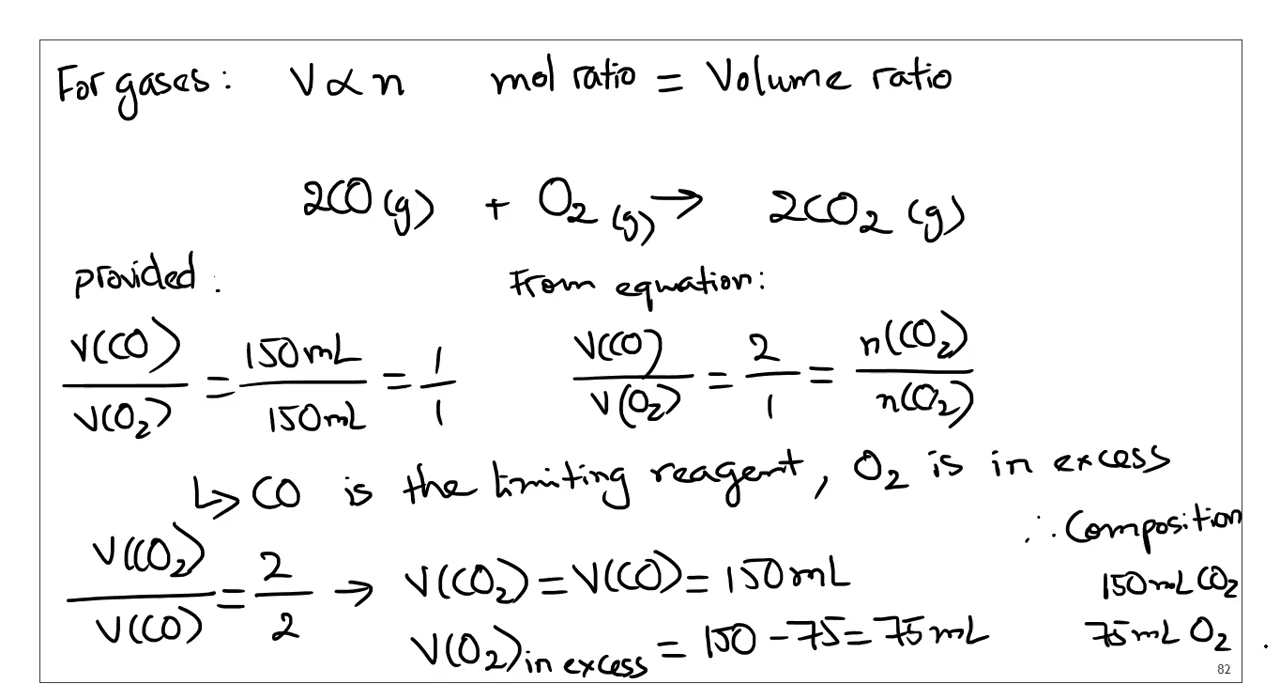 For gases: V ∝ n mol ratio = Volume ratio
2CO(g) + O₂(g) → 2CO₂(g)
provided: From equation:
V(CO)/V(O₂) = 150mL/150mL = 1/1 V(CO)/V(O₂) = 2/1 = n(CO₂)/n(O₂)
↳ CO is the limiting reagent, O₂ is in excess
∴ Composition
V(CO₂)/V(CO) = 2/2 → V(CO₂) = V(CO) = 150mL 150mL CO₂
V(O₂)in excess = 150 - 75 = 75mL 75mL O₂
82